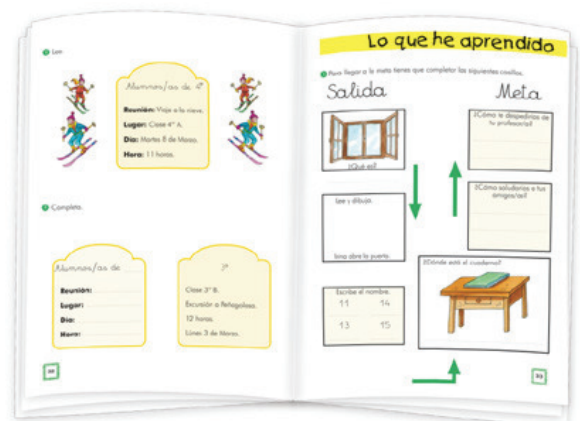 Lee.
Alumnos/as de 4º
Reunión: Viaje a la nieve.
Lugar: Clase 4º A.
Día: Martes 8 de Marzo.
Hora: 11 horas.
Completa.
Alumnos/as de
Reunión:
Lugar:
Día:
Hora:
3º
Clase 3º B.
Excursión a Peñagolosa.
12 horas.
Lunes 3 de Marzo.
Lo que he aprendido
Para llegar a la meta tienes que completar las siguientes casillas.
Salida
¿Qué es?
Lee y dibuja.
Irma abre la puerta.
Escribe el nombre.
11 14
13 15
¿Dónde está el cuaderno?
¿Cómo saludarías a tus
amigos/as?
¿Cómo te despedirías de
tu profesor/a?
Meta